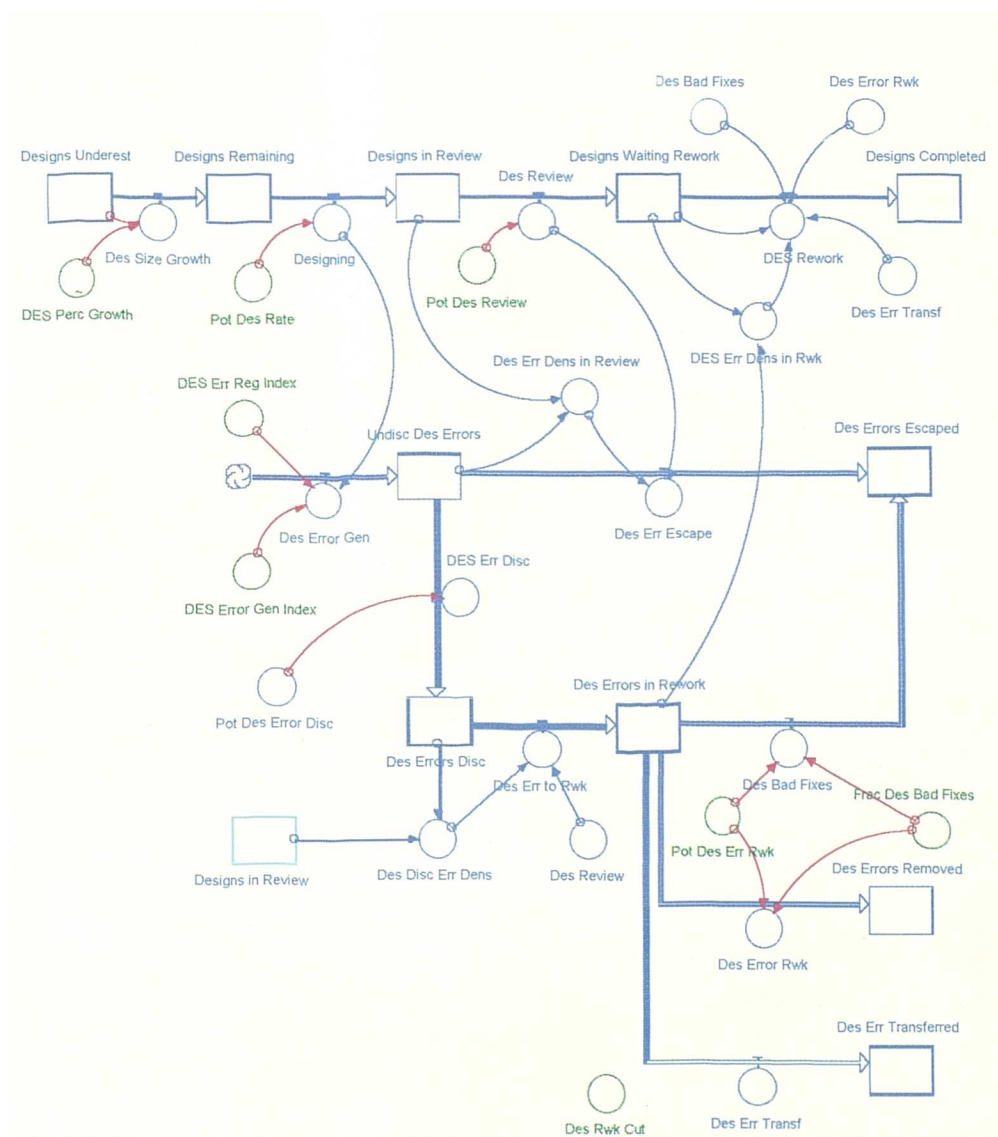 Des Bad Fixes
Des Error Rwk
Designs Underest
Designs Remaining
Designs in Review
Des Review
Designs Waiting Rework
Designs Completed
Des Size Growth
Designing
DES Rework
DES Perc Growth
Pot Des Rate
Pot Des Review
Des Err Transf
DES Err Dens in Rwk
Des Err Dens in Review
DES Err Reg Index
Undisc Des Errors
Des Errors Escaped
Des Error Gen
Des Err Escape
DES Err Disc
DES Error Gen Index
Pot Des Error Disc
Des Errors in Rework
Des Errors Disc
Des Err to Rwk
Des Bad Fixes
Frac Des Bad Fixes
Pot Des Err Rwk
Designs in Review
Des Disc Err Dens
Des Review
Des Errors Removed
Des Error Rwk
Des Err Transferred
Des Rwk Cut
Des Err Transf